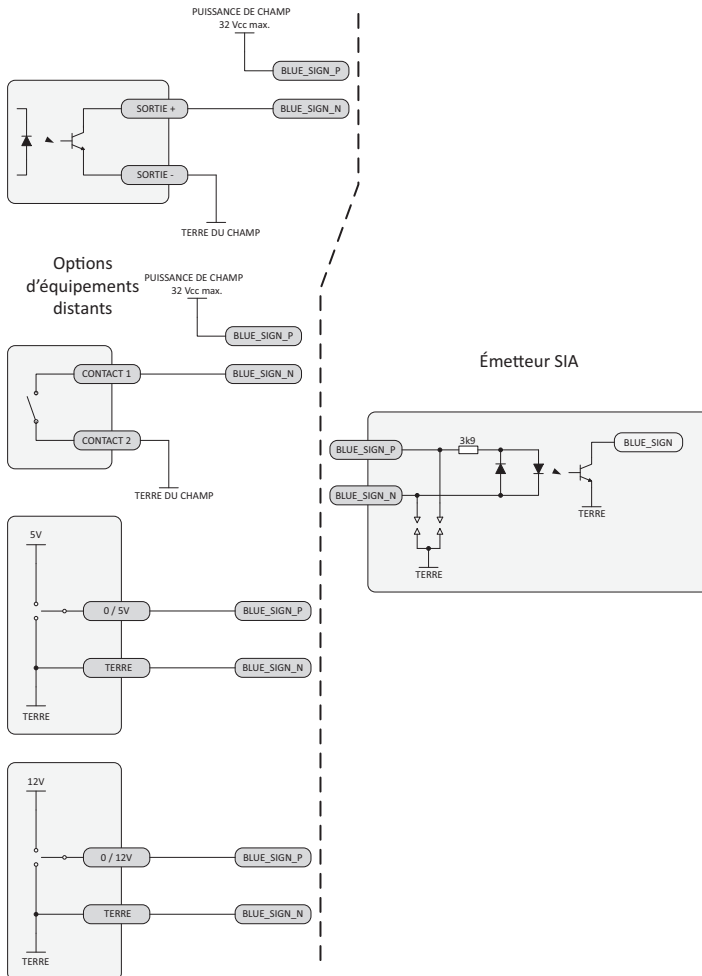 PUISSANCE DE CHAMP
32 Vcc max.
BLUE_SIGN_P
SORTIE +
BLUE_SIGN_N
SORTIE -
TERRE DU CHAMP
Options
d'équipements
distants
PUISSANCE DE CHAMP
32 Vcc max.
BLUE_SIGN_P
CONTACT 1
BLUE_SIGN_N
CONTACT 2
TERRE DU CHAMP
Émetteur SIA
BLUE_SIGN_P
3k9
BLUE_SIGN
BLUE_SIGN_N
TERRE
TERRE
5V
0 / 5V
BLUE_SIGN_P
TERRE
BLUE_SIGN_N
TERRE
12V
0 / 12V
BLUE_SIGN_P
TERRE
BLUE_SIGN_N
TERRE